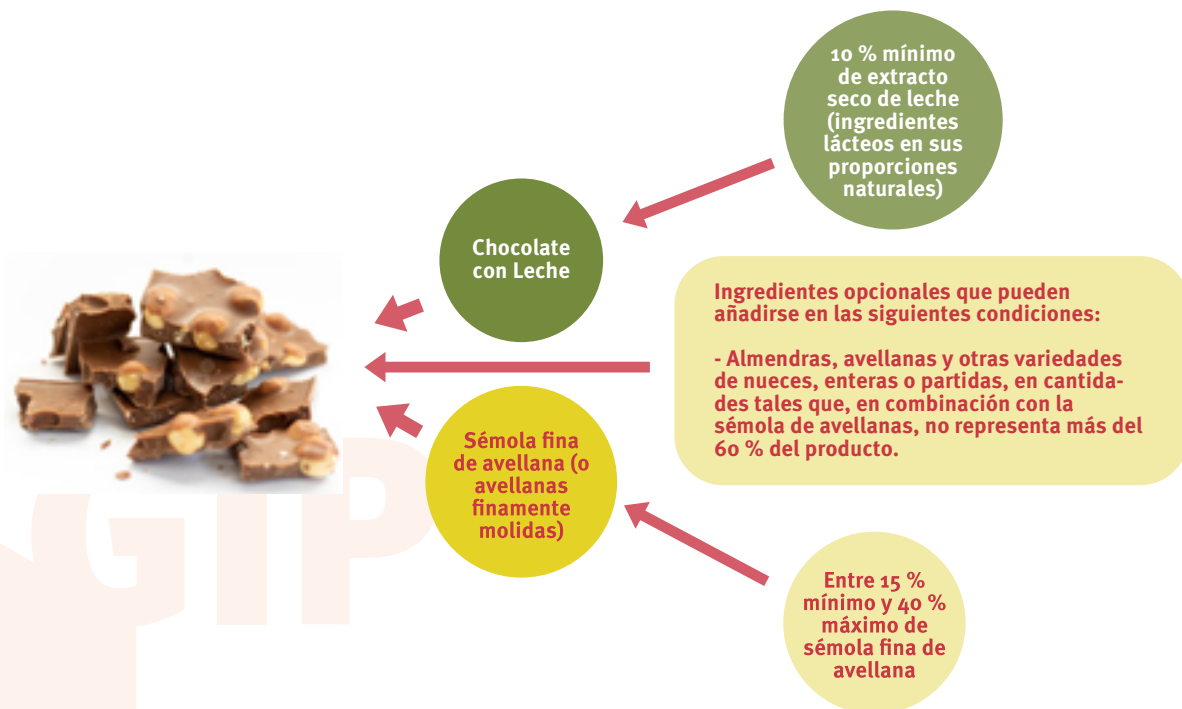 10 % mínimo
de extracto
seco de leche
(ingredientes
lácteos en sus
proporciones
naturales)
Chocolate
con Leche
Ingredientes opcionales que pueden
añadirse en las siguientes condiciones:
- Almendras, avellanas y otras variedades
de nueces, enteras o partidas, en cantida-
des tales que, en combinación con la
sémola de avellanas, no representa más del
60 % del producto.
Sémola fina
de avellana (o
avellanas
finamente
molidas)
Entre 15 %
mínimo y 40 %
máximo de
sémola fina de
avellana
GIP